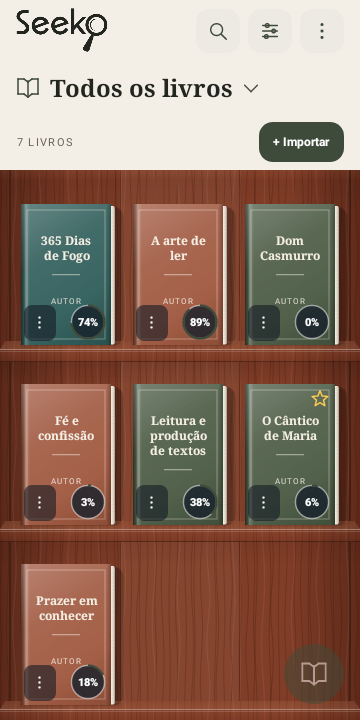 Seeko
Todos os livros
7 LIVROS
+ Importar
365 Dias
de Fogo
AUTOR
74%
A arte de
ler
AUTOR
89%
Dom
Casmurro
AUTOR
0%
Fé e
confissão
AUTOR
3%
Leitura e
produção
de textos
AUTOR
38%
O Cântico
de Maria
AUTOR
6%
Prazer em
conhecer
AUTOR
18%